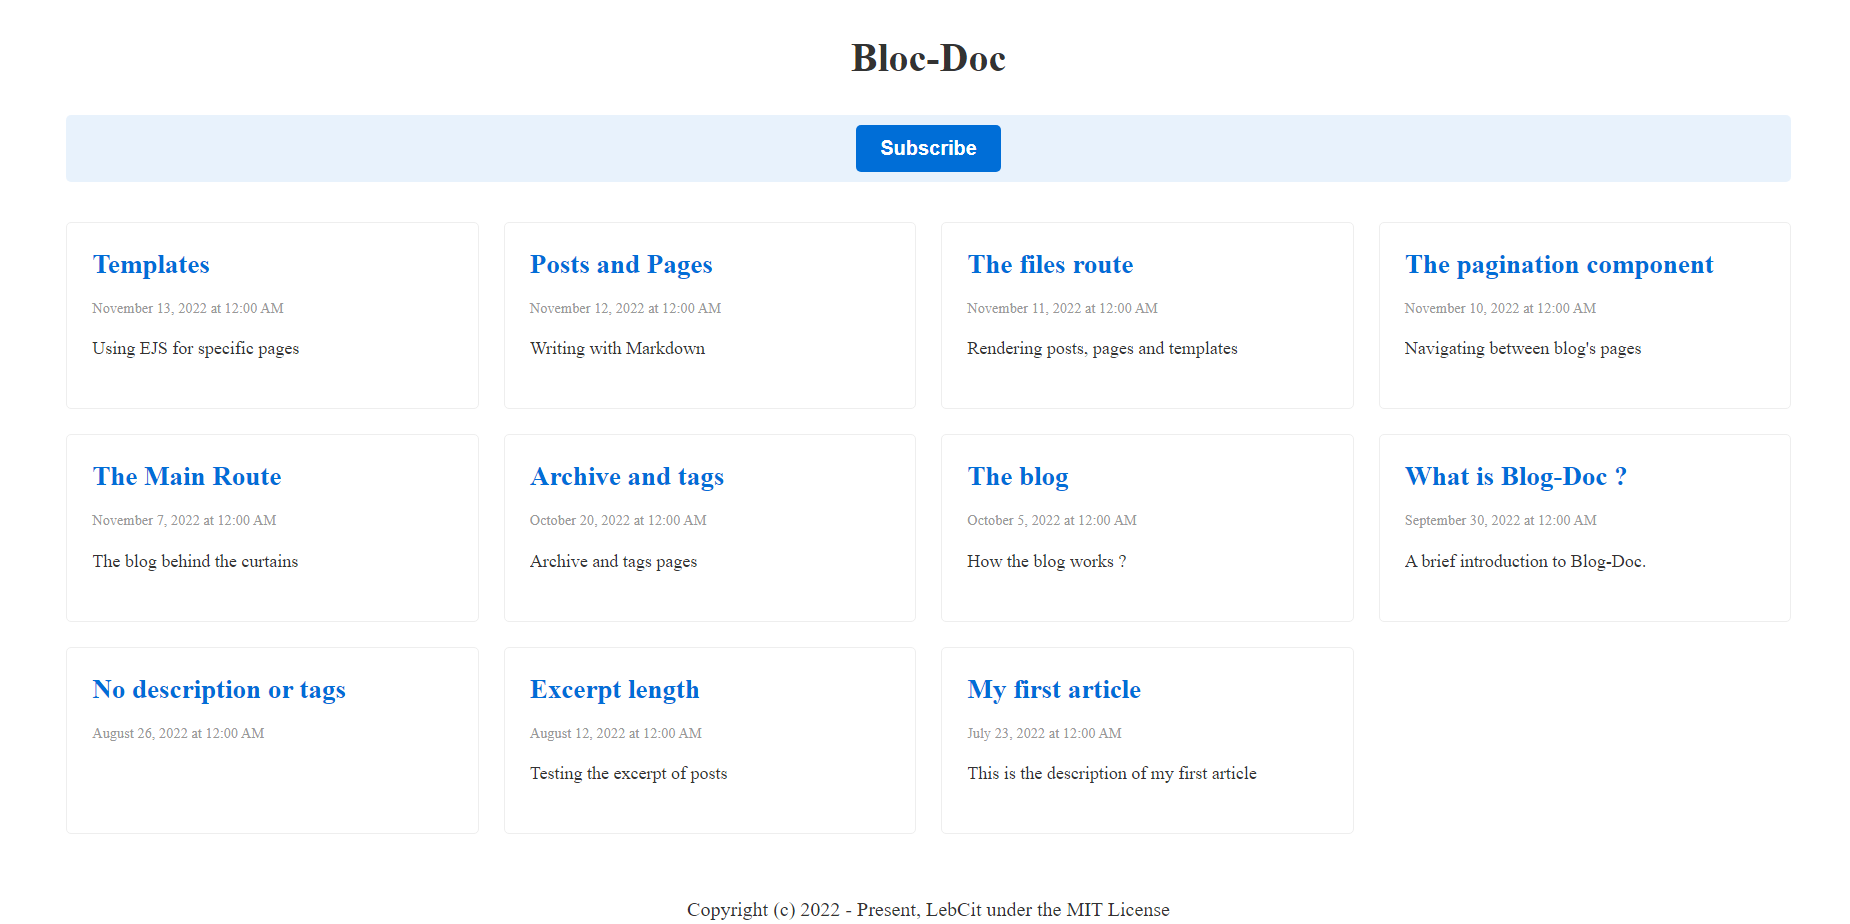 Bloc-Doc
Subscribe
Templates
November 13, 2022 at 12:00 AM
Using EJS for specific pages
Posts and Pages
November 12, 2022 at 12:00 AM
Writing with Markdown
The files route
November 11, 2022 at 12:00 AM
Rendering posts, pages and templates
The pagination component
November 10, 2022 at 12:00 AM
Navigating between blog's pages
The Main Route
November 7, 2022 at 12:00 AM
The blog behind the curtains
Archive and tags
October 20, 2022 at 12:00 AM
Archive and tags pages
The blog
October 5, 2022 at 12:00 AM
How the blog works ?
What is Blog-Doc ?
September 30, 2022 at 12:00 AM
A brief introduction to Blog-Doc.
No description or tags
August 26, 2022 at 12:00 AM
Excerpt length
August 12, 2022 at 12:00 AM
Testing the excerpt of posts
My first article
July 23, 2022 at 12:00 AM
This is the description of my first article
Copyright (c) 2022 - Present, LebCit under the MIT License